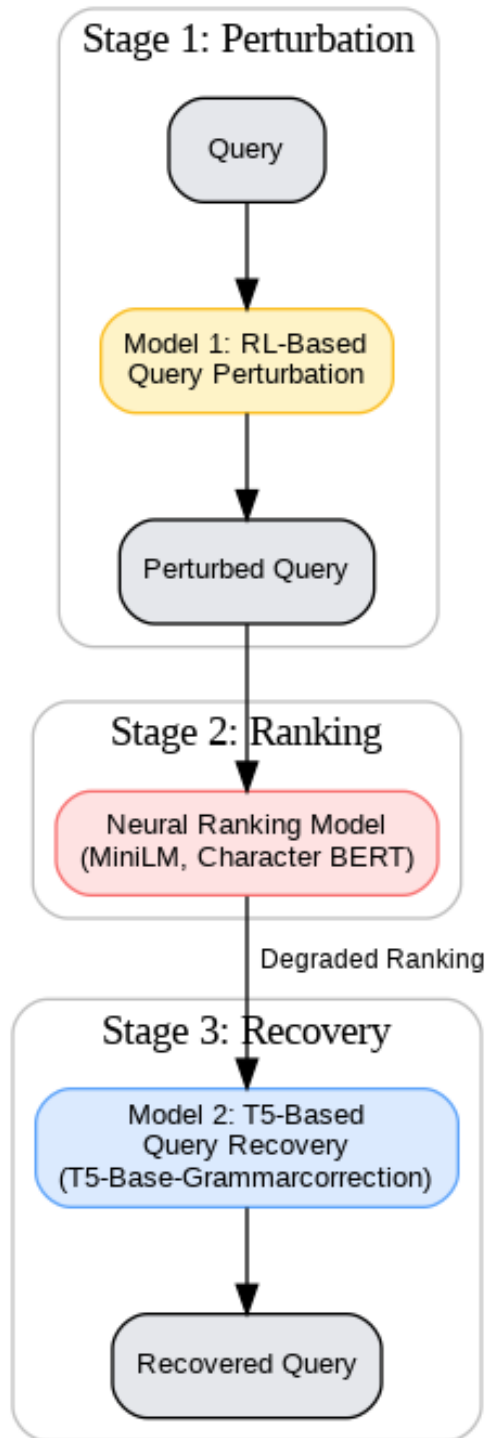 Stage 1: Perturbation
Query
Model 1: RL-Based
Query Perturbation
Perturbed Query
Stage 2: Ranking
Neural Ranking Model
(MiniLM, Character BERT)
Degraded Ranking
Stage 3: Recovery
Model 2: T5-Based
Query Recovery
(T5-Base-Grammarcorrection)
Recovered Query